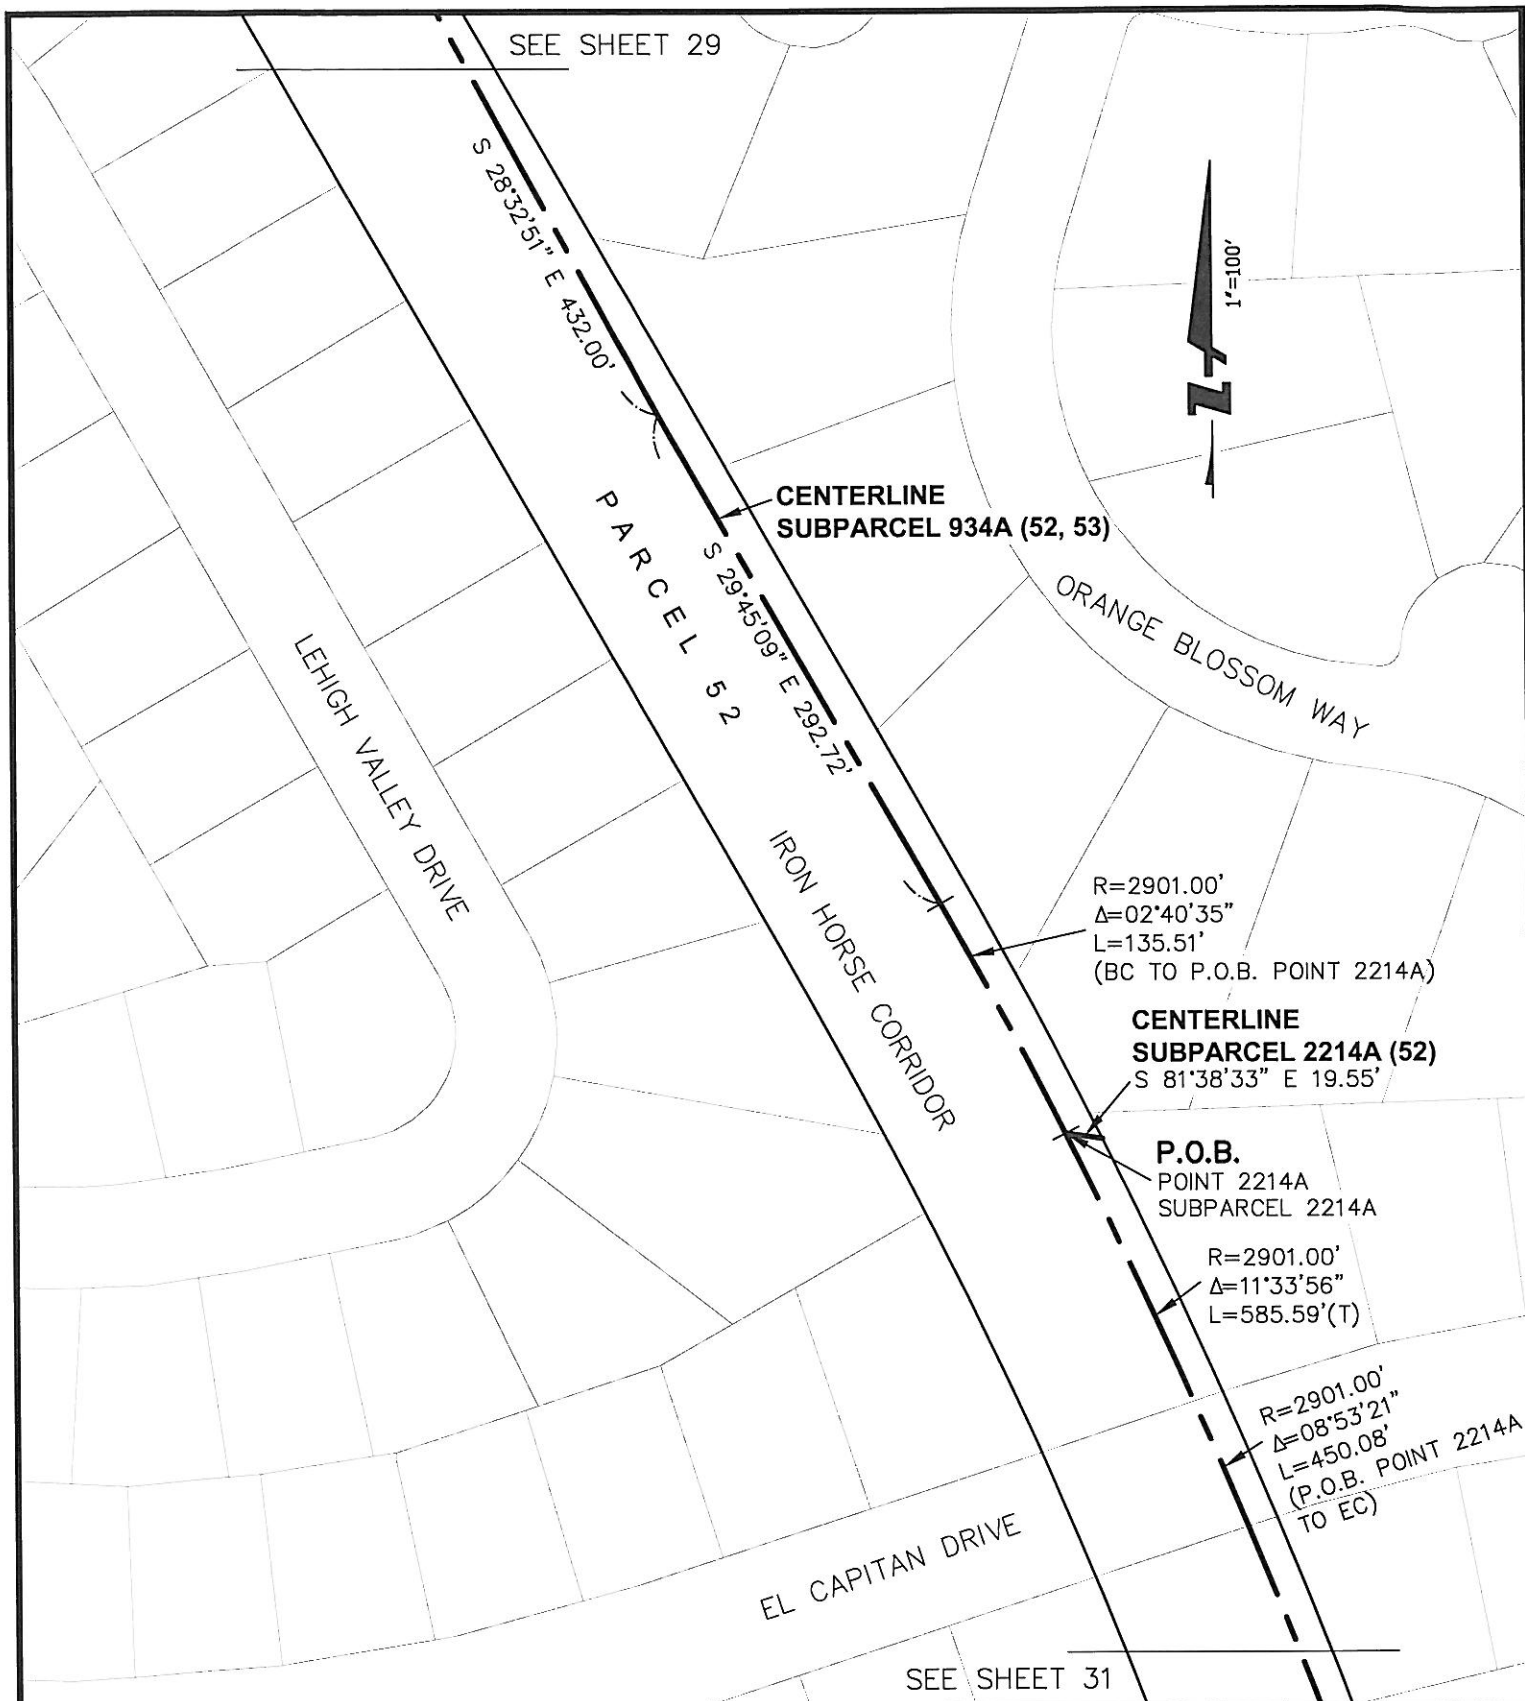 SEE SHEET 29
S 28°32'51" E 432.00'
1"=100'
N
CENTERLINE
SUBPARCEL 934A (52, 53)
PARCEL 52
S 29°45'09" E 292.72'
ORANGE BLOSSOM WAY
LEHIGH VALLEY DRIVE
IRON HORSE CORRIDOR
R=2901.00'
Δ=02°40'35"
L=135.51'
(BC TO P.O.B. POINT 2214A)
CENTERLINE
SUBPARCEL 2214A (52)
S 81°38'33" E 19.55'
P.O.B.
POINT 2214A
SUBPARCEL 2214A
R=2901.00'
Δ=11°33'56"
L=585.59'(T)
R=2901.00'
Δ=08°53'21"
L=450.08'
(P.O.B. POINT 2214A
TO EC)
EL CAPITAN DRIVE
SEE SHEET 31